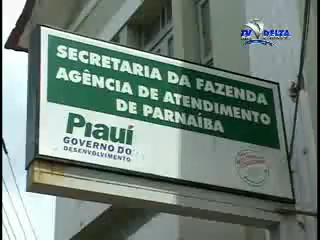 TV DELTA
SECRETARIA DA FAZENDA
AGÊNCIA DE ATENDIMENTO
DE PARNAÍBA
Piauí
GOVERNO DO
DESENVOLVIMENTO